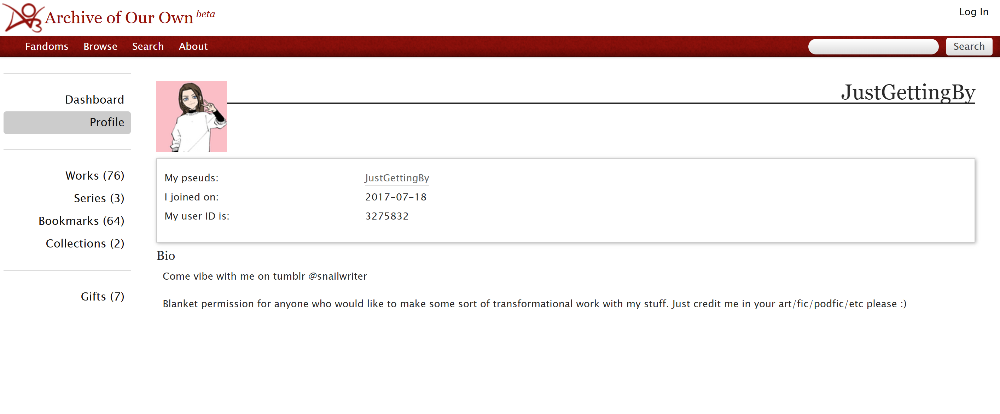 Archive of Our Own beta
Log In
Fandoms Browse Search About
Search
Dashboard
Profile
Works (76)
Series (3)
Bookmarks (64)
Collections (2)
Gifts (7)
JustGettingBy
My pseuds: JustGettingBy
I joined on: 2017-07-18
My user ID is: 3275832
Bio
Come vibe with me on tumblr @snailwriter
Blanket permission for anyone who would like to make some sort of transformational work with my stuff. Just credit me in your art/fic/podfic/etc please :)